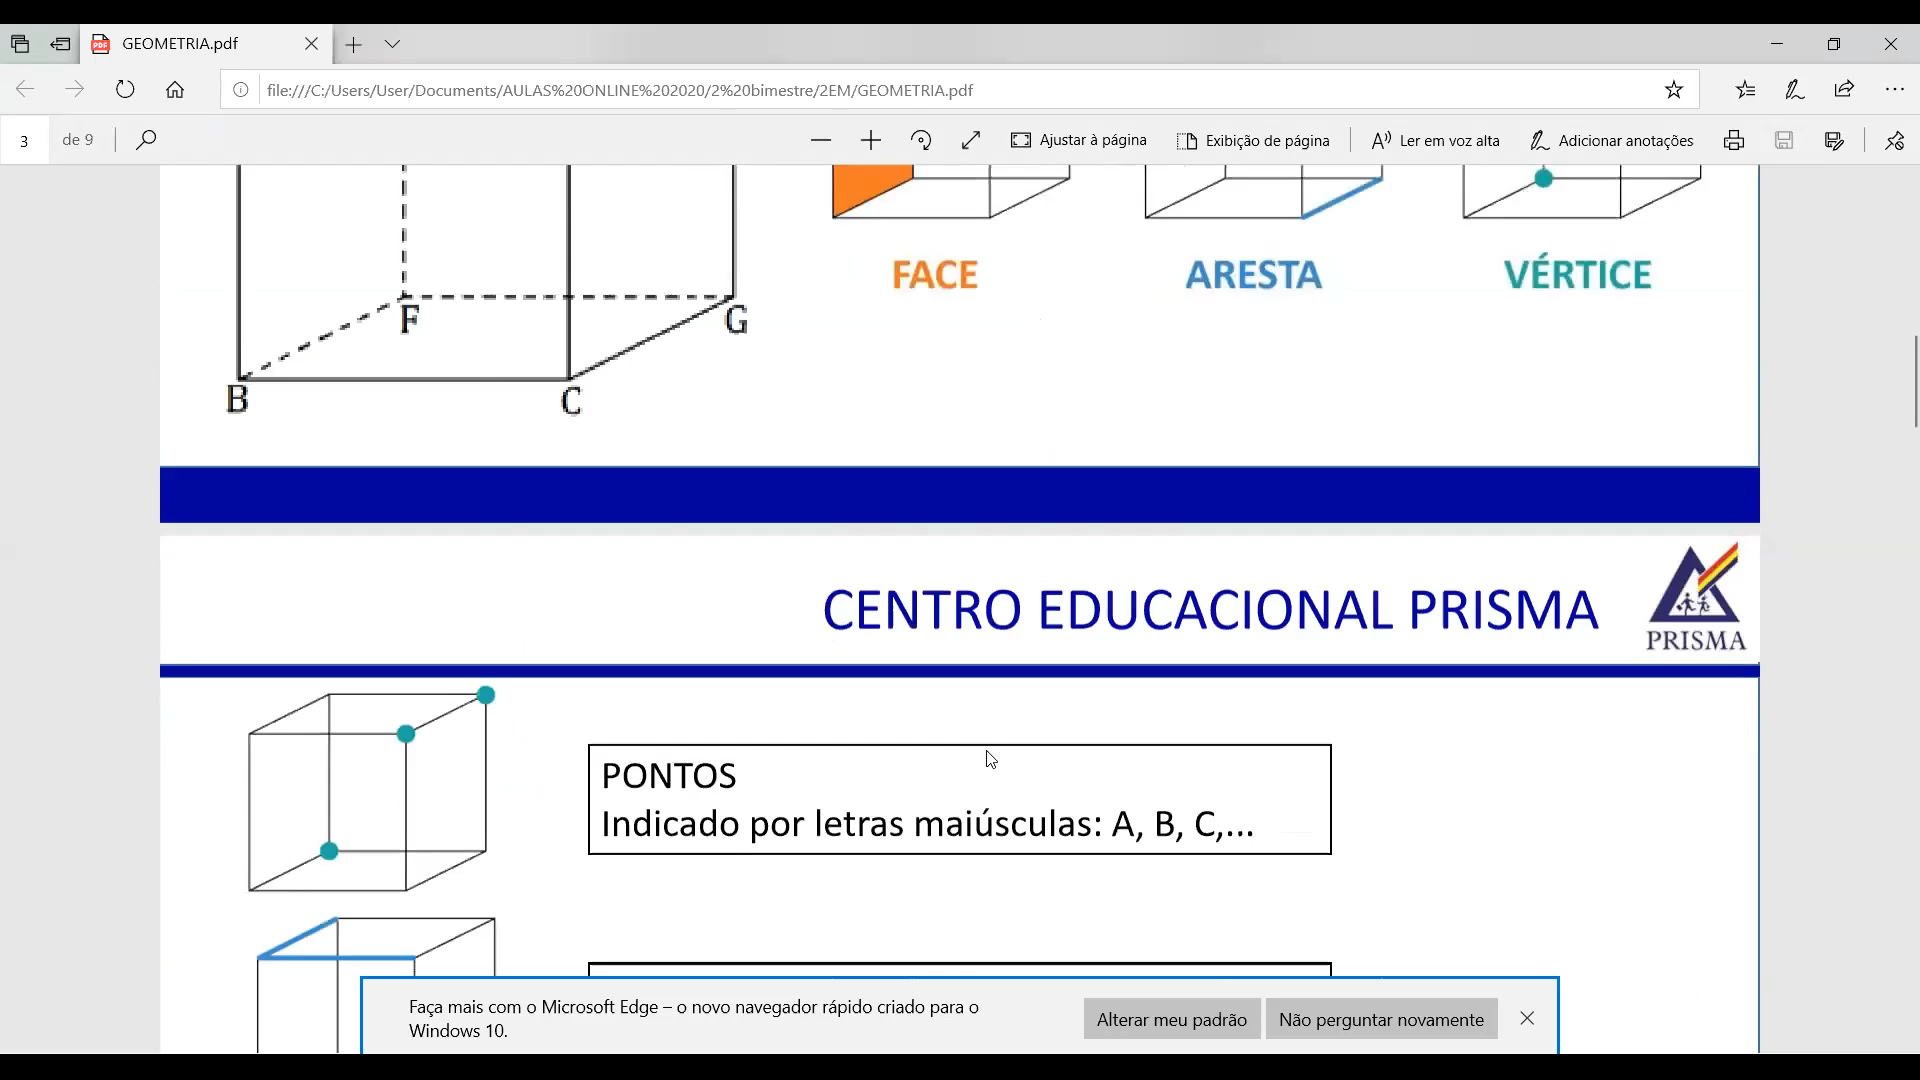 GEOMETRIA.pdf
file:///C:/Users/User/Documents/AULAS%20ONLINE%202020/2%20bimestre/2EM/GEOMETRIA.pdf
3 de 9 Ajustar à página Exibição de página Ler em voz alta Adicionar anotações
FACE ARESTA VÉRTICE
F G
B C
CENTRO EDUCACIONAL PRISMA
PRISMA
PONTOS
Indicado por letras maiúsculas: A, B, C,...
Faça mais com o Microsoft Edge – o novo navegador rápido criado para o
Windows 10.
Alterar meu padrão Não perguntar novamente